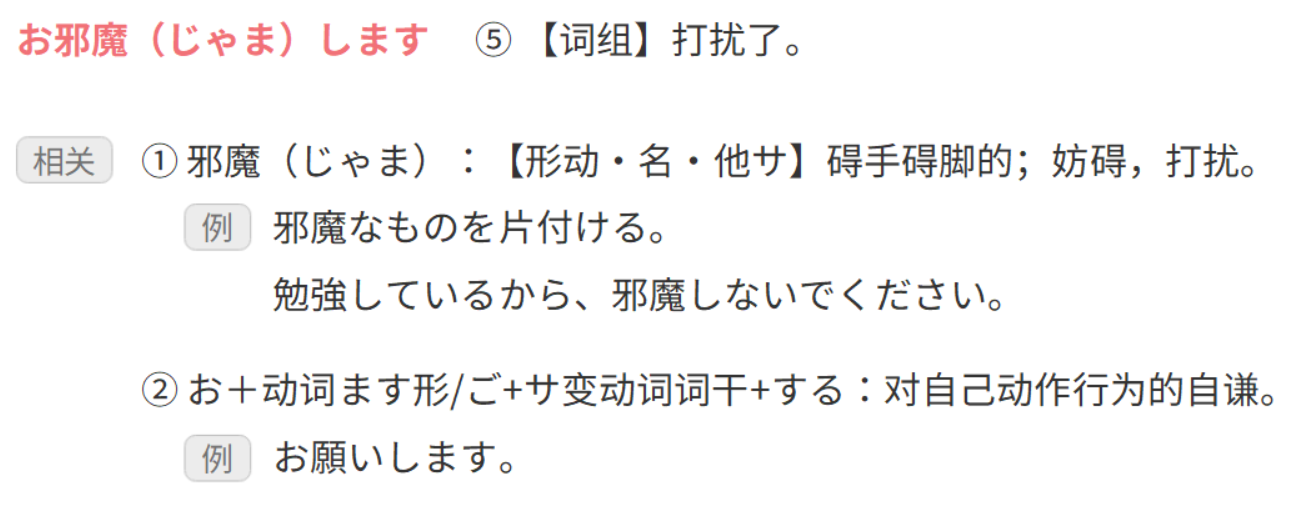 お邪魔（じゃま）します ⑤ 【词组】打扰了。
相关 ① 邪魔（じゃま）：【形动・名・他サ】碍手碍脚的；妨碍，打扰。
例 邪魔なものを片付ける。
勉強しているから、邪魔しないでください。
② お＋动词ます形/ご+サ变动词词干+する：对自己动作行为的自谦。
例 お願いします。